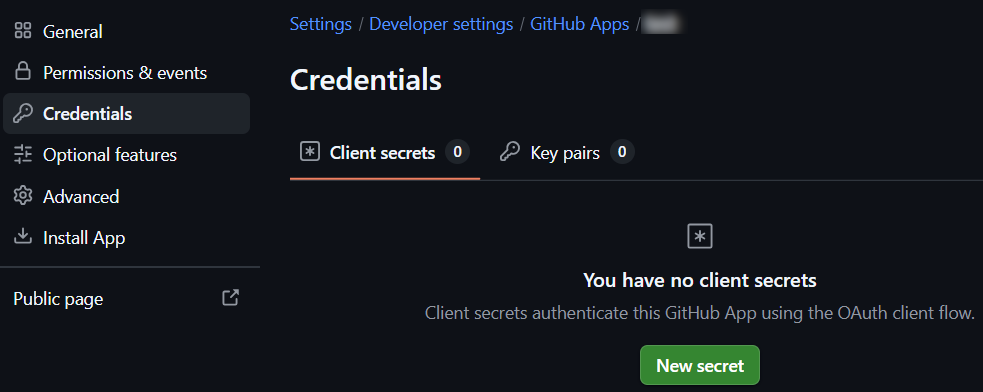 Settings / Developer settings / GitHub Apps /
General
Permissions & events
Credentials
Optional features
Advanced
Install App
Public page
Credentials
Client secrets 0 Key pairs 0
You have no client secrets
Client secrets authenticate this GitHub App using the OAuth client flow.
New secret